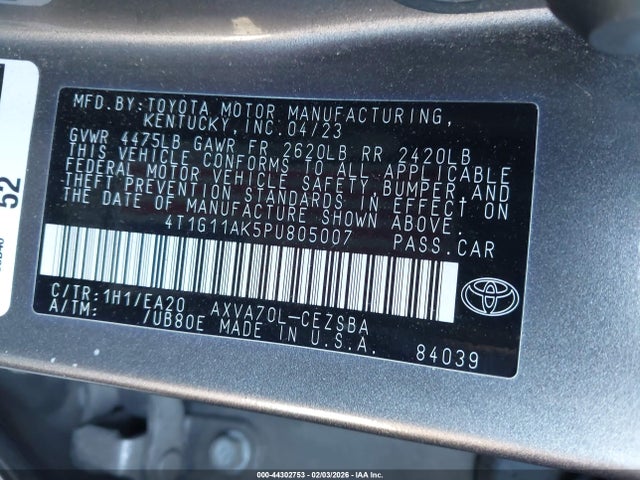 MFD.BY:TOYOTA MOTOR MANUFACTURING,
KENTUCKY,INC.04/23
GVWR 4475LB GAWR FR 2620LB RR 2420LB
THIS VEHICLE CONFORMS TO ALL APPLICABLE
FEDERAL MOTOR VEHICLE SAFETY, BUMPER, AND
THEFT PREVENTION STANDARDS IN EFFECT ON
THE DATE OF MANUFACTURE SHOWN ABOVE.
4T1G11AK5PU805007 PASS.CAR
C/TR:1H1/EA20 AXVA70L-CEZSBA
A/TM: /UB80E MADE IN U.S.A.
84039
52
000-44302753 - 02/03/2026 - IAA Inc.